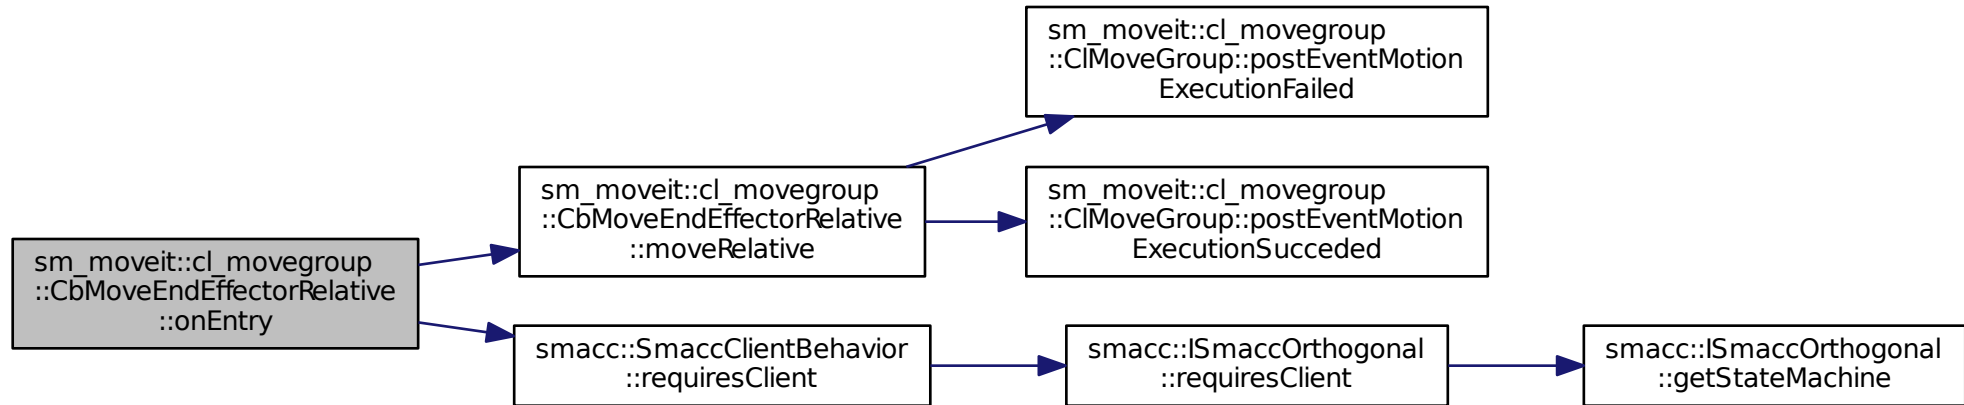 sm_moveit::cl_movegroup
::ClMoveGroup::postEventMotion
ExecutionFailed
sm_moveit::cl_movegroup
::CbMoveEndEffectorRelative
::moveRelative
sm_moveit::cl_movegroup
::ClMoveGroup::postEventMotion
ExecutionSucceded
sm_moveit::cl_movegroup
::CbMoveEndEffectorRelative
::onEntry
smacc::SmaccClientBehavior
::requiresClient
smacc::ISmaccOrthogonal
::requiresClient
smacc::ISmaccOrthogonal
::getStateMachine